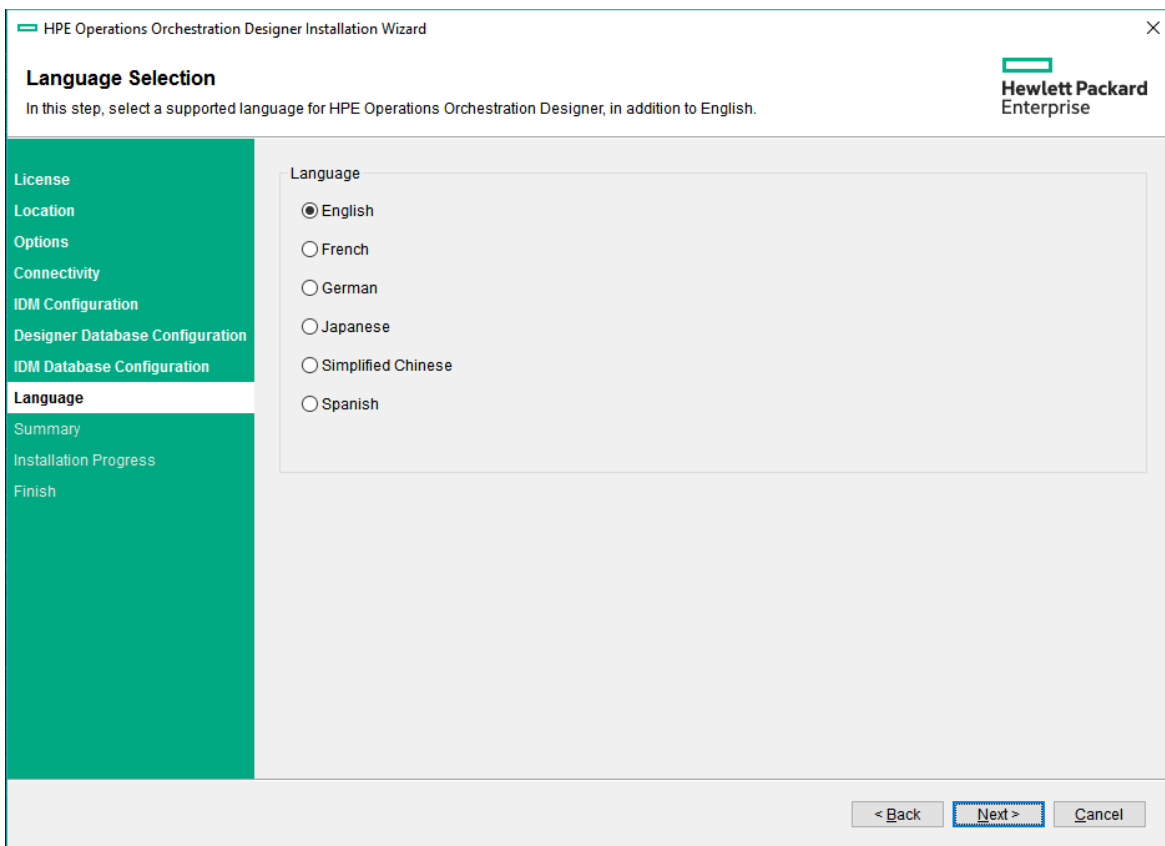 HPE Operations Orchestration Designer Installation Wizard
Language Selection
In this step, select a supported language for HPE Operations Orchestration Designer, in addition to English.
Hewlett Packard
Enterprise
License
Location
Options
Connectivity
IDM Configuration
Designer Database Configuration
IDM Database Configuration
Language
Summary
Installation Progress
Finish
Language
English
French
German
Japanese
Simplified Chinese
Spanish
< Back
Next >
Cancel